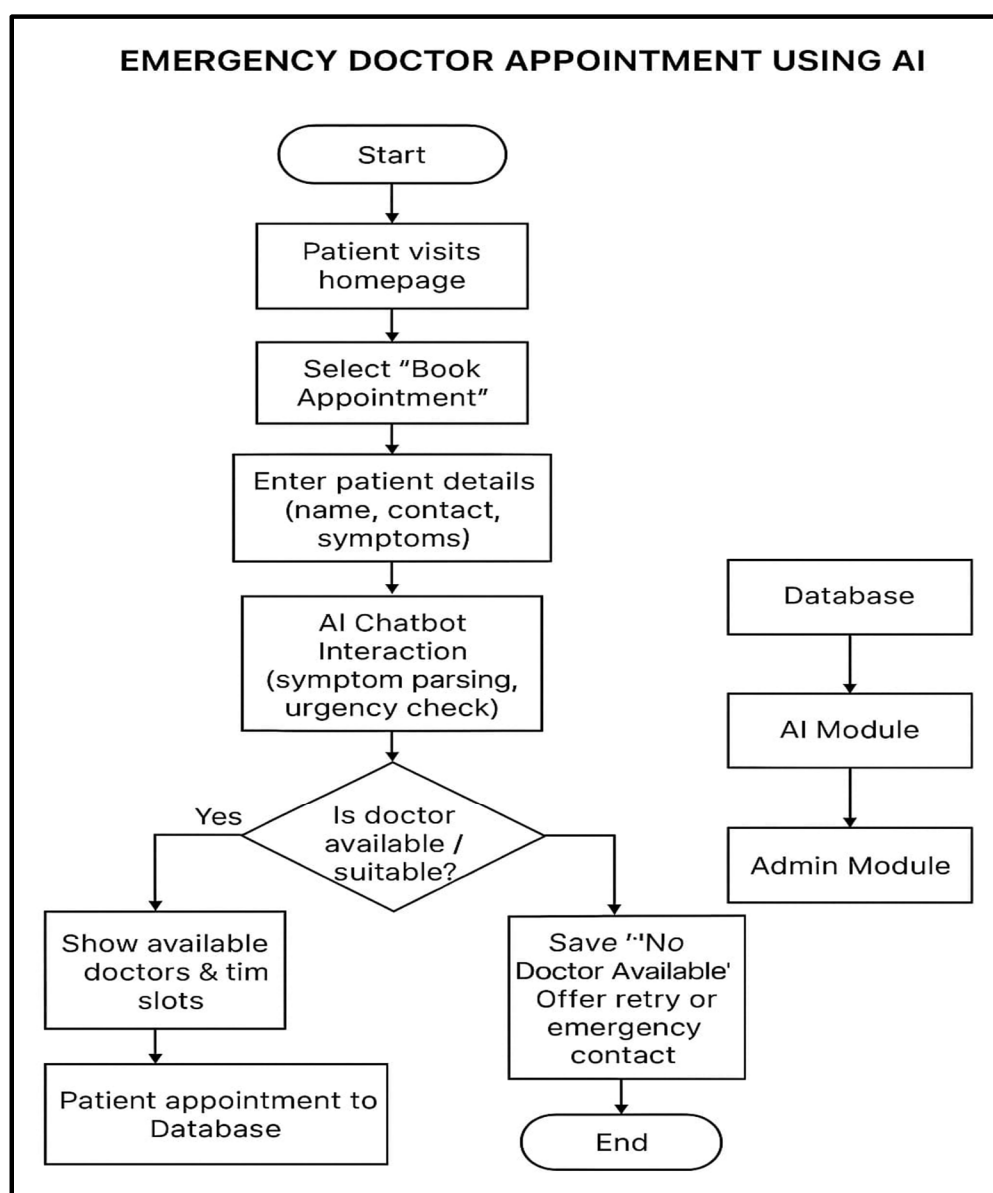 EMERGENCY DOCTOR APPOINTMENT USING AI
Start
Patient visits
homepage
Select “Book
Appointment”
Enter patient details
(name, contact,
symptoms)
AI Chatbot
Interaction
(symptom parsing,
urgency check)
Is doctor
available /
suitable?
Yes
Show available
doctors & tim
slots
Patient appointment to
Database
Save '''No
Doctor Available'
Offer retry or
emergency
contact
End
Database
AI Module
Admin Module